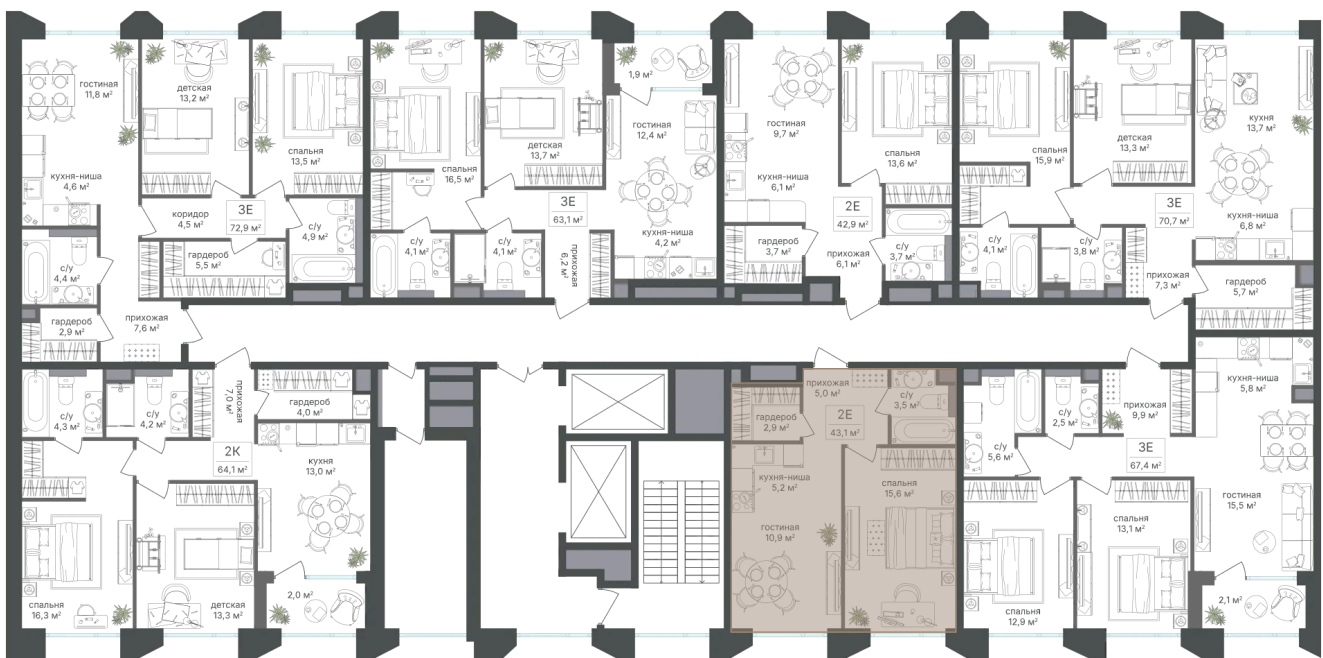 гостиная
11,8 м²
кухня-ниша
4,6 м²
с/у
4,4 м²
гардероб
2,9 м²
прихожая
7,6 м²
детская
13,2 м²
коридор
4,5 м²
3Е
72,9 м²
гардероб
5,5 м²
спальня
13,5 м²
с/у
4,9 м²
спальня
16,5 м²
с/у
4,1 м²
с/у
4,1 м²
детская
13,7 м²
3Е
63,1 м²
прихожая
6,2 м²
1,9 м²
гостиная
12,4 м²
кухня-ниша
4,2 м²
гостиная
9,7 м²
кухня-ниша
6,1 м²
гардероб
3,7 м²
2Е
42,9 м²
прихожая
6,1 м²
спальня
13,6 м²
с/у
3,7 м²
спальня
15,9 м²
с/у
4,1 м²
с/у
3,8 м²
детская
13,3 м²
3Е
70,7 м²
прихожая
7,3 м²
кухня
13,7 м²
кухня-ниша
6,8 м²
гардероб
5,7 м²
с/у
4,3 м²
с/у
4,2 м²
прихожая
7,0 м²
гардероб
4,0 м²
2К
64,1 м²
кухня
13,0 м²
спальня
16,3 м²
детская
13,3 м²
2,0 м²
прихожая
5,0 м²
с/у
3,5 м²
гардероб
2,9 м²
2Е
43,1 м²
кухня-ниша
5,2 м²
спальня
15,6 м²
гостиная
10,9 м²
с/у
5,6 м²
с/у
2,5 м²
прихожая
9,9 м²
3Е
67,4 м²
кухня-ниша
5,8 м²
гостиная
15,5 м²
спальня
13,1 м²
спальня
12,9 м²
2,1 м²